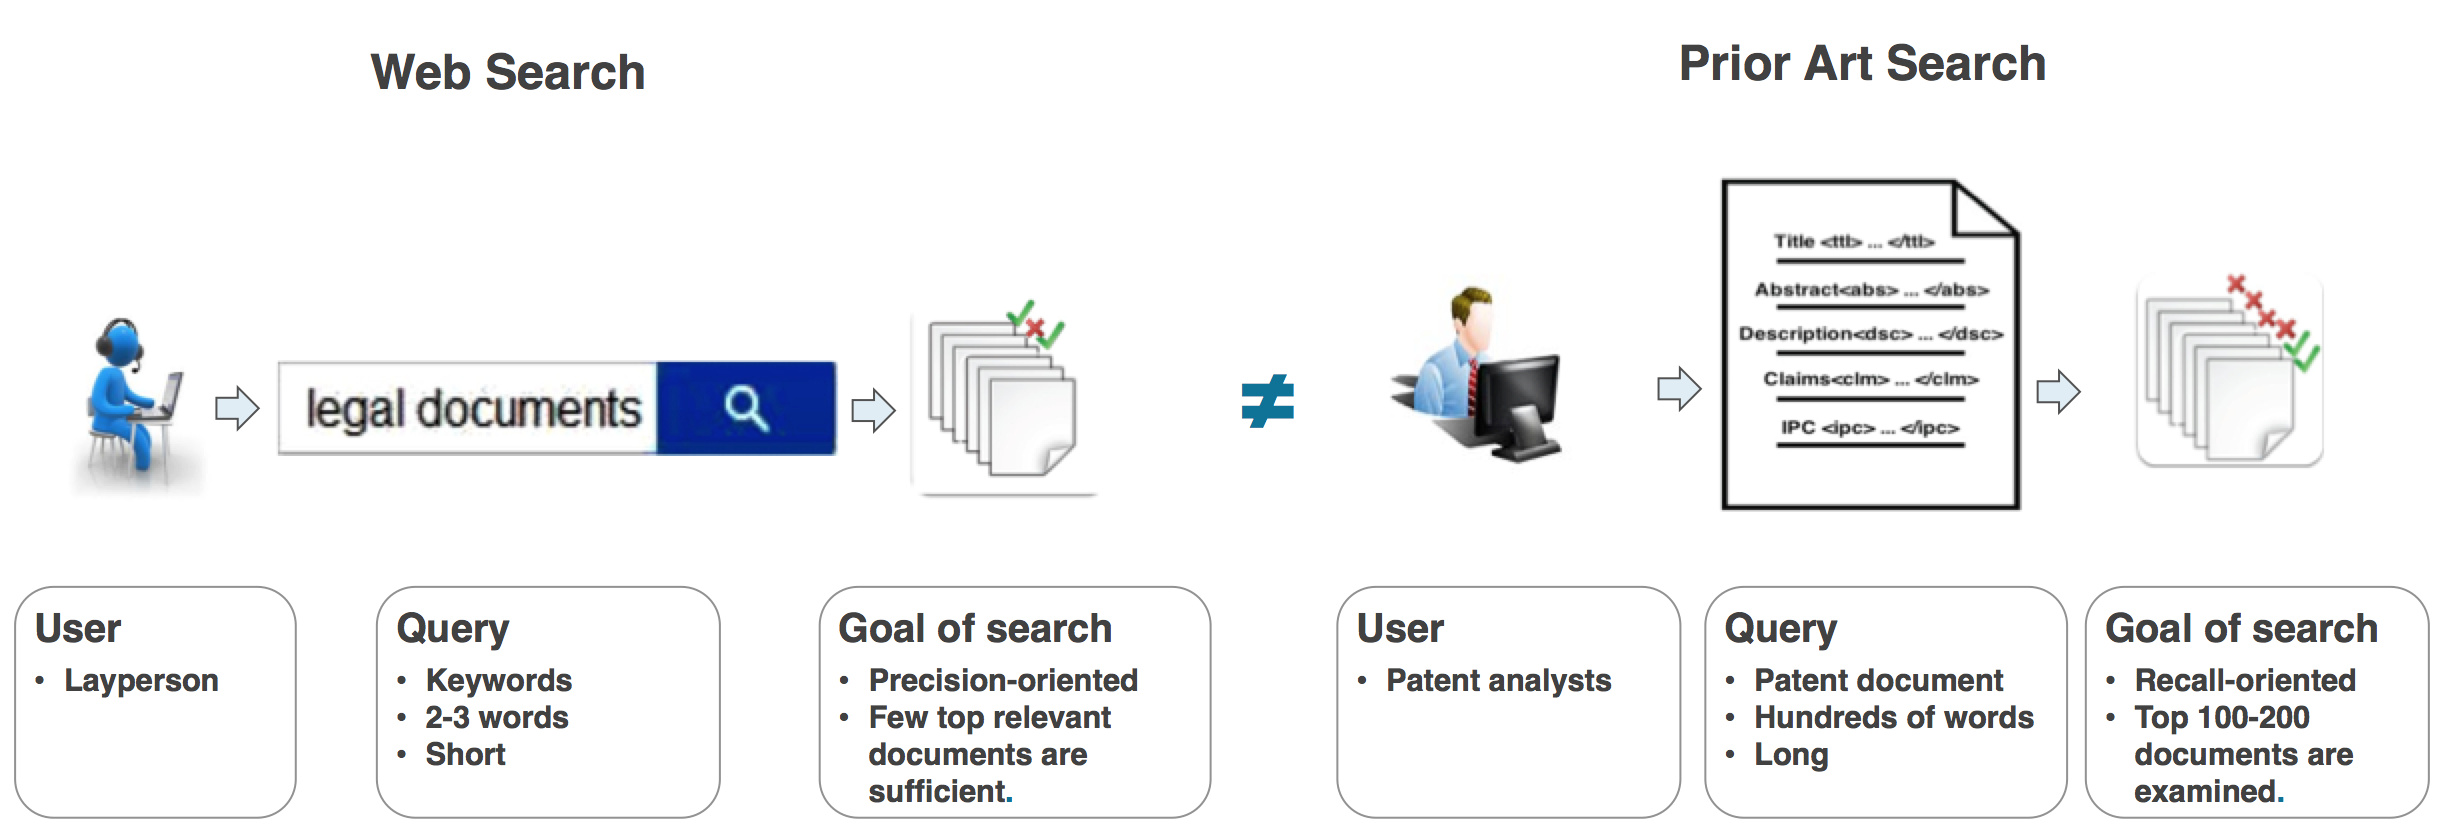 Web Search
legal documents
User
• Layperson
Query
• Keywords
• 2-3 words
• Short
Goal of search
• Precision-oriented
• Few top relevant
documents are
sufficient.
≠
Prior Art Search
Title <ttl> ... </ttl>
Abstract<abs> ... </abs>
Description<dsc> ... </dsc>
Claims<clm> ... </clm>
IPC <ipc> ... </ipc>
User
• Patent analysts
Query
• Patent document
• Hundreds of words
• Long
Goal of search
• Recall-oriented
• Top 100-200
documents are
examined.